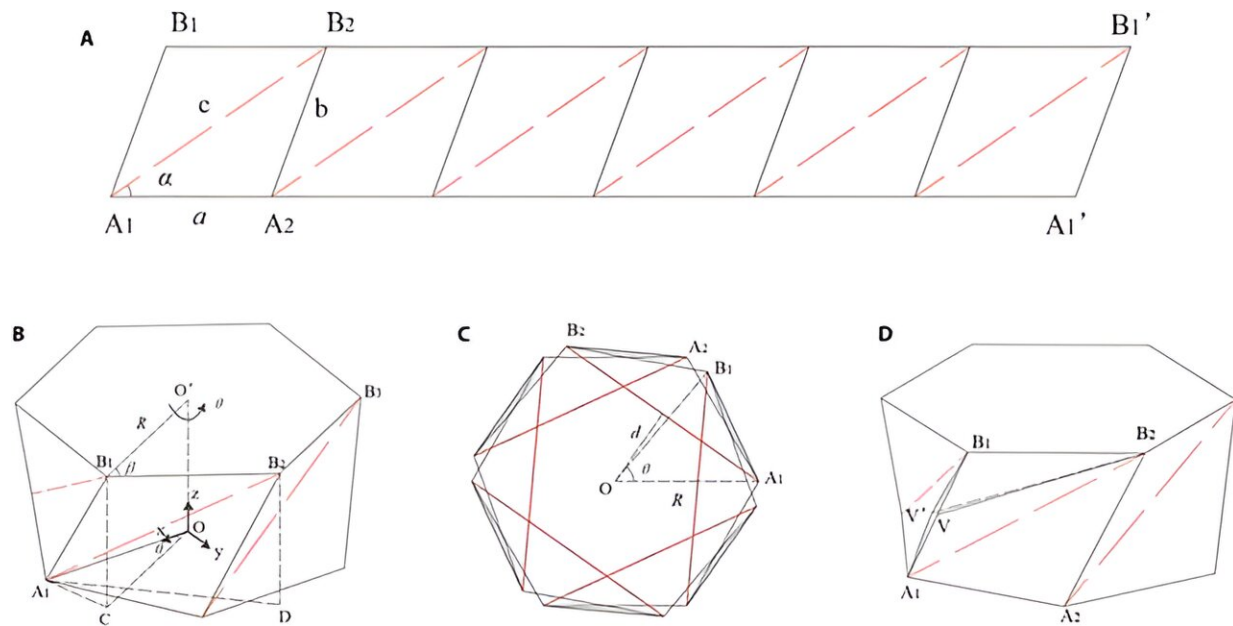 A
B1
B2
B1'
c
b
α
A1
a
A2
A1'
B
O'
θ
R
B1
β
B2
B3
z
x
O
θ
y
A1
C
D
C
B2
A2
B1
d
O
θ
R
A1
D
B1
B2
V'
V
A1
A2